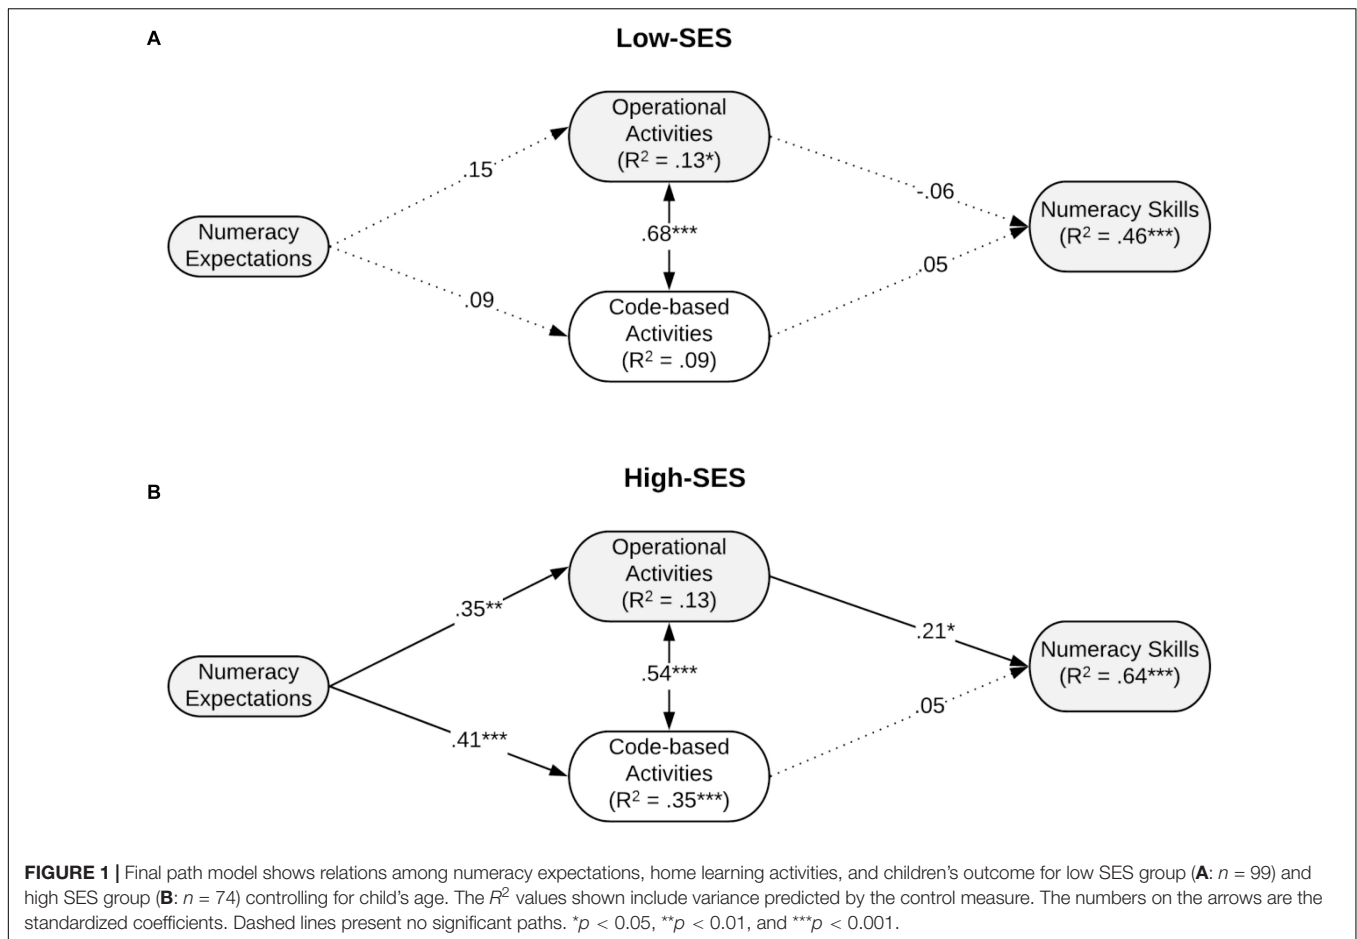 A
Low-SES
Operational
Activities
(R² = .13*)
.15
-.06
Numeracy
Expectations
.68***
Numeracy Skills
(R² = .46***)
.09
.05
Code-based
Activities
(R² = .09)
High-SES
B
Operational
Activities
(R² = .13)
.35**
.21*
Numeracy
Expectations
.54***
Numeracy Skills
(R² = .64***)
.41***
.05
Code-based
Activities
(R² = .35***)
FIGURE 1 | Final path model shows relations among numeracy expectations, home learning activities, and children's outcome for low SES group (A: n = 99) and
high SES group (B: n = 74) controlling for child's age. The R² values shown include variance predicted by the control measure. The numbers on the arrows are the
standardized coefficients. Dashed lines present no significant paths. *p < 0.05, **p < 0.01, and ***p < 0.001.